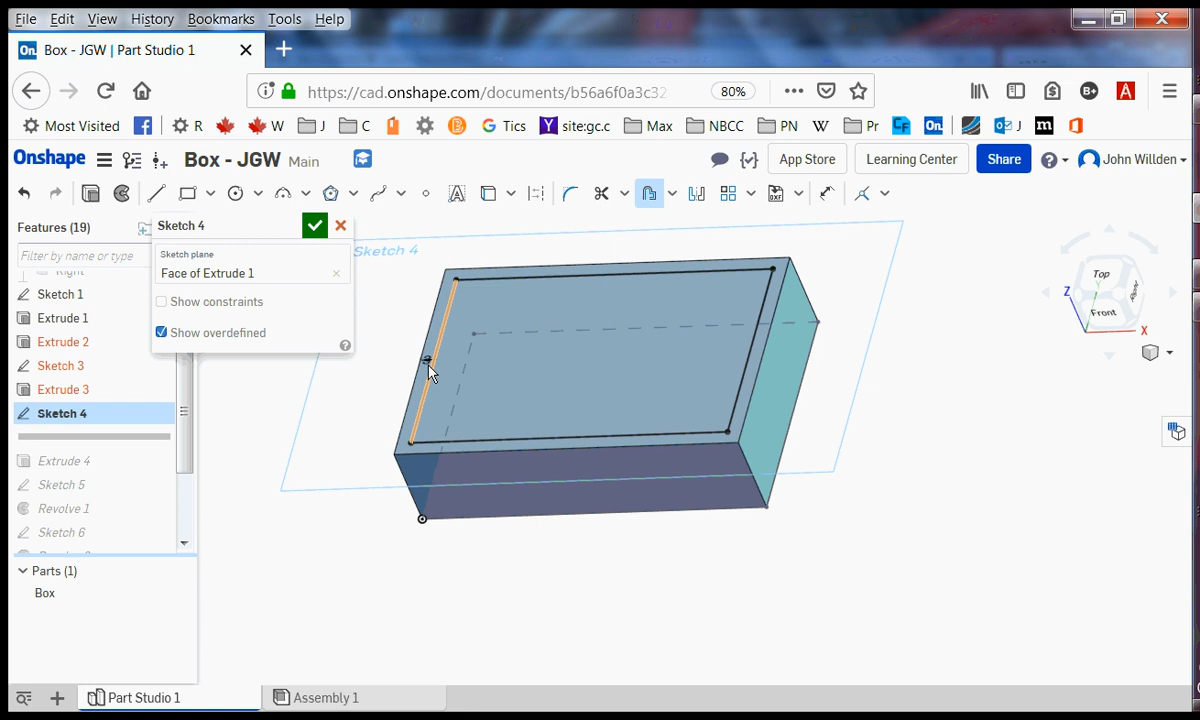 File Edit View History Bookmarks Tools Help
On Box - JGW | Part Studio 1
https://cad.onshape.com/documents/b56a6f0a3c32
80%
B+ A
Most Visited R W J C Tics site:gc.c Max NBCC PN W Pr CF On. J m
Onshape Box - JGW Main App Store Learning Center Share John Willden
DXF
Features (19)
Filter by name or type
Right
Sketch 1
Extrude 1
Extrude 2
Sketch 3
Extrude 3
Sketch 4
Extrude 4
Sketch 5
Revolve 1
Sketch 6
Parts (1)
Box
Sketch 4
Sketch plane
Face of Extrude 1
Show constraints
Show overdefined
Sketch 4
Top
Z
Front
X
Part Studio 1
Assembly 1